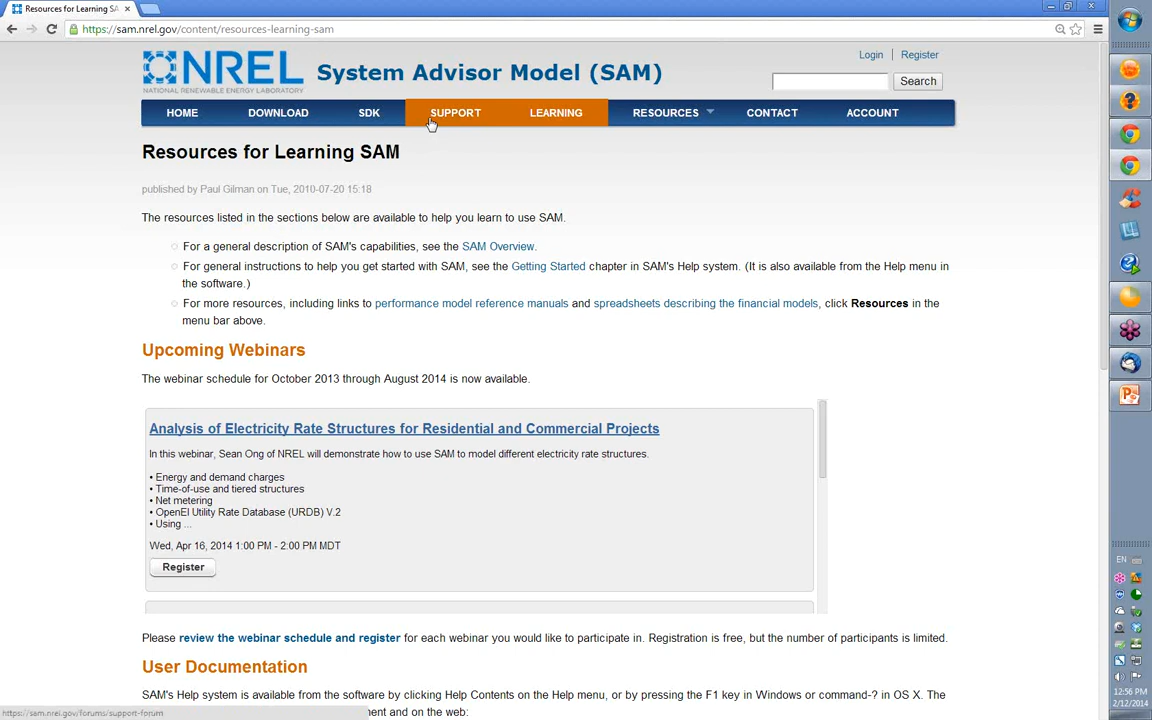 Resources for Learning SA
https://sam.nrel.gov/content/resources-learning-sam
Login | Register
NREL
NATIONAL RENEWABLE ENERGY LABORATORY
System Advisor Model (SAM)
Search
HOME DOWNLOAD SDK SUPPORT LEARNING RESOURCES CONTACT ACCOUNT
Resources for Learning SAM
published by Paul Gilman on Tue, 2010-07-20 15:18
The resources listed in the sections below are available to help you learn to use SAM.
For a general description of SAM's capabilities, see the SAM Overview.
For general instructions to help you get started with SAM, see the Getting Started chapter in SAM's Help system. (It is also available from the Help menu in
the software.)
For more resources, including links to performance model reference manuals and spreadsheets describing the financial models, click Resources in the
menu bar above.
Upcoming Webinars
The webinar schedule for October 2013 through August 2014 is now available.
Analysis of Electricity Rate Structures for Residential and Commercial Projects
In this webinar, Sean Ong of NREL will demonstrate how to use SAM to model different electricity rate structures.
• Energy and demand charges
• Time-of-use and tiered structures
• Net metering
• OpenEI Utility Rate Database (URDB) V.2
• Using ...
Wed, Apr 16, 2014 1:00 PM - 2:00 PM MDT
Register
Please review the webinar schedule and register for each webinar you would like to participate in. Registration is free, but the number of participants is limited.
User Documentation
SAM's Help system is available from the software by clicking Help Contents on the Help menu, or by pressing the F1 key in Windows or command-? in OS X. The
ment and on the web:
https://sam.nrel.gov/forums/support-forum
EN
12:56 PM
2/12/2014